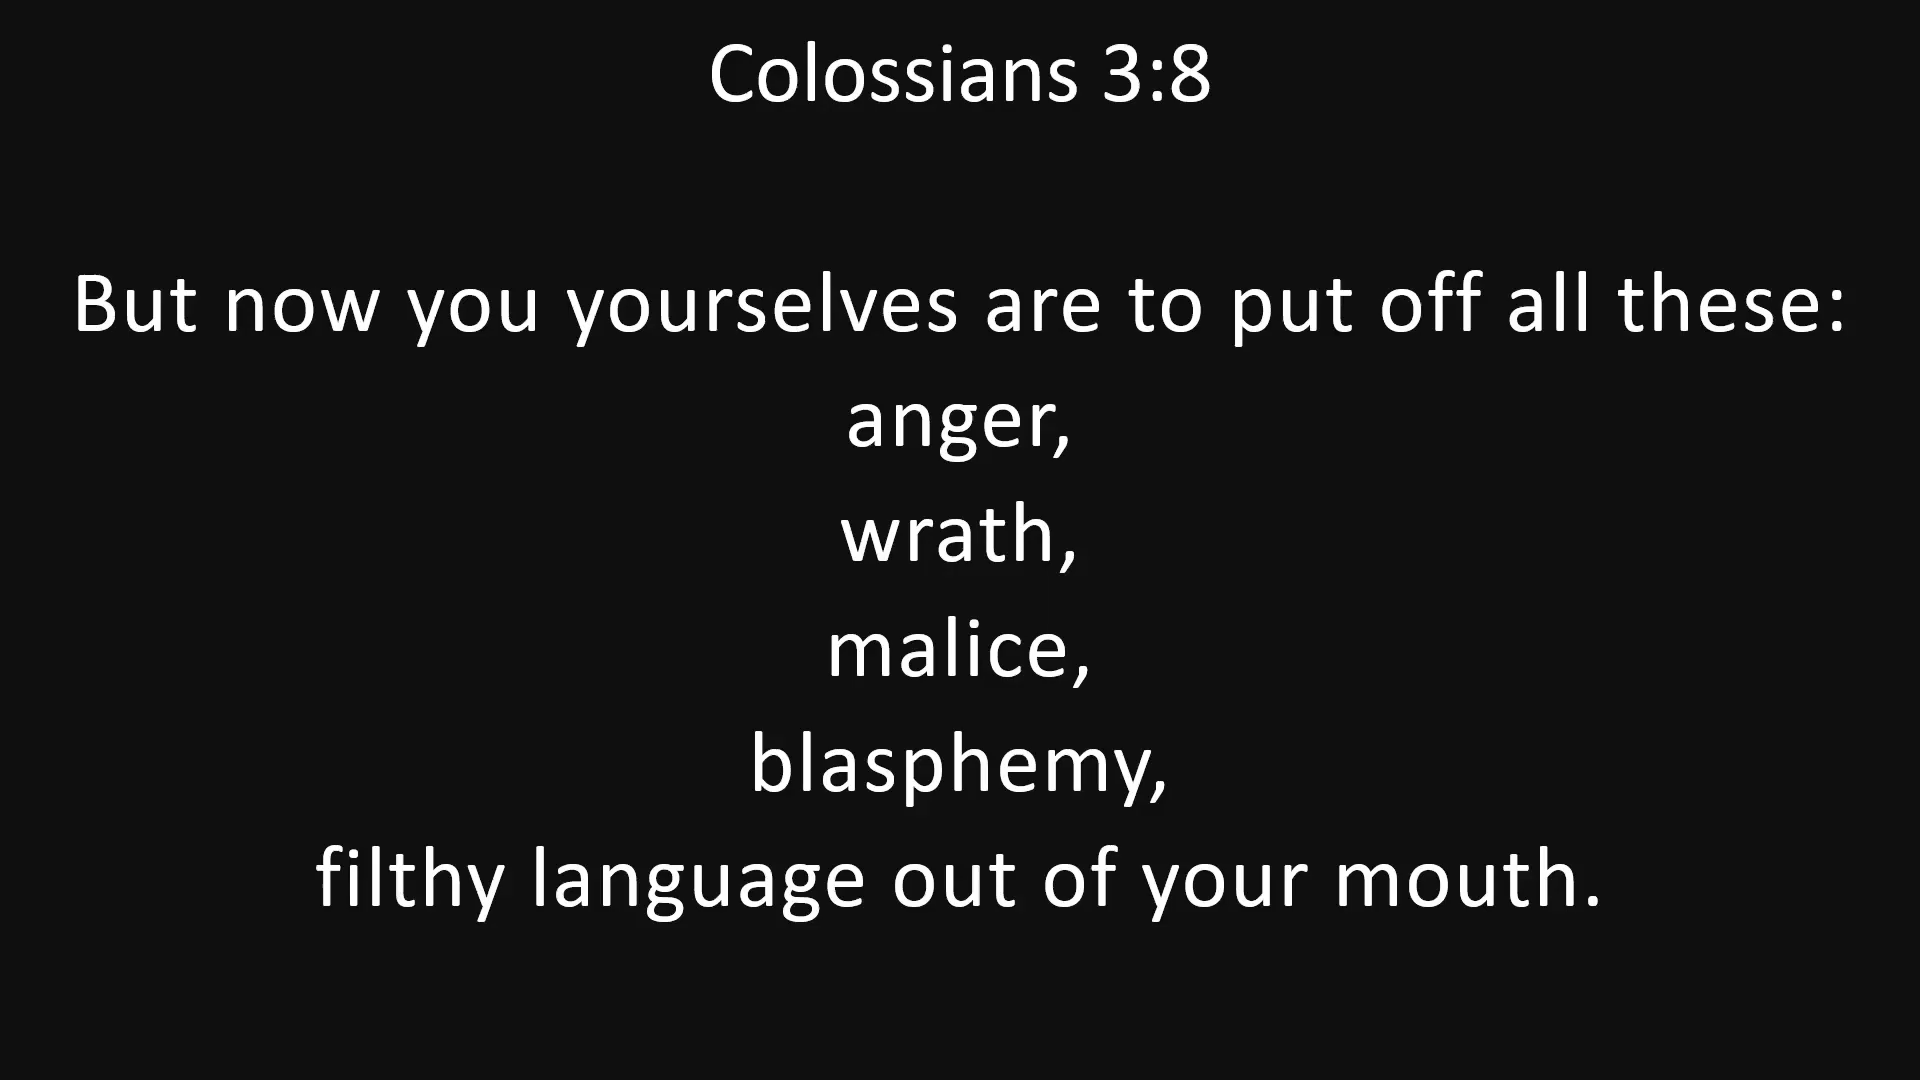 Colossians 3:8
But now you yourselves are to put off all these:
anger,
wrath,
malice,
blasphemy,
filthy language out of your mouth.